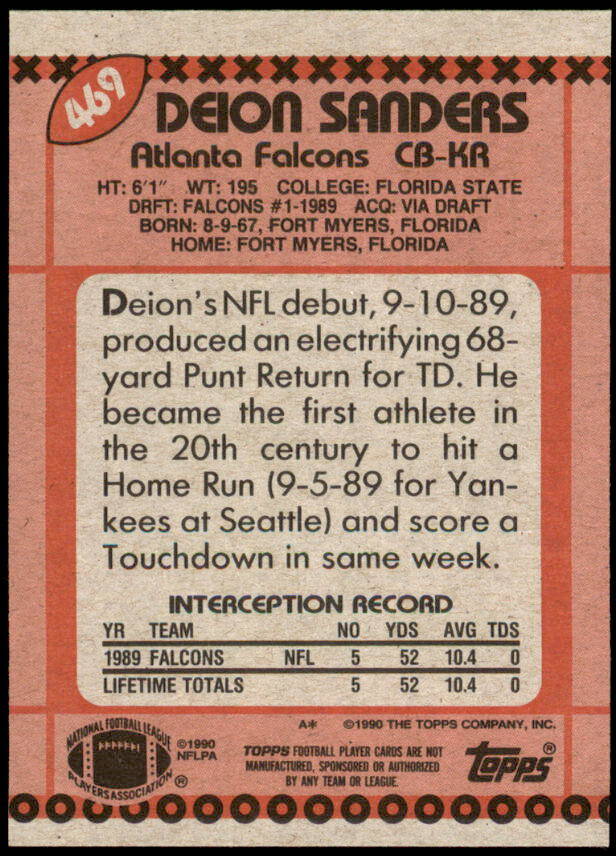 469
DEION SANDERS
Atlanta Falcons CB-KR
HT: 6'1" WT: 195 COLLEGE: FLORIDA STATE
DRFT: FALCONS #1-1989 ACQ: VIA DRAFT
BORN: 8-9-67, FORT MYERS, FLORIDA
HOME: FORT MYERS, FLORIDA
Deion's NFL debut, 9-10-89,
produced an electrifying 68-
yard Punt Return for TD. He
became the first athlete in
the 20th century to hit a
Home Run (9-5-89 for Yan-
kees at Seattle) and score a
Touchdown in same week.
INTERCEPTION RECORD
YR TEAM NO YDS AVG TDS
1989 FALCONS NFL 5 52 10.4 0
LIFETIME TOTALS 5 52 10.4 0
A* ©1990 THE TOPPS COMPANY, INC.
NATIONAL FOOTBALL LEAGUE
PLAYERS ASSOCIATION ®
©1990
NFLPA
TOPPS FOOTBALL PLAYER CARDS ARE NOT
MANUFACTURED, SPONSORED OR AUTHORIZED
BY ANY TEAM OR LEAGUE.
topps®